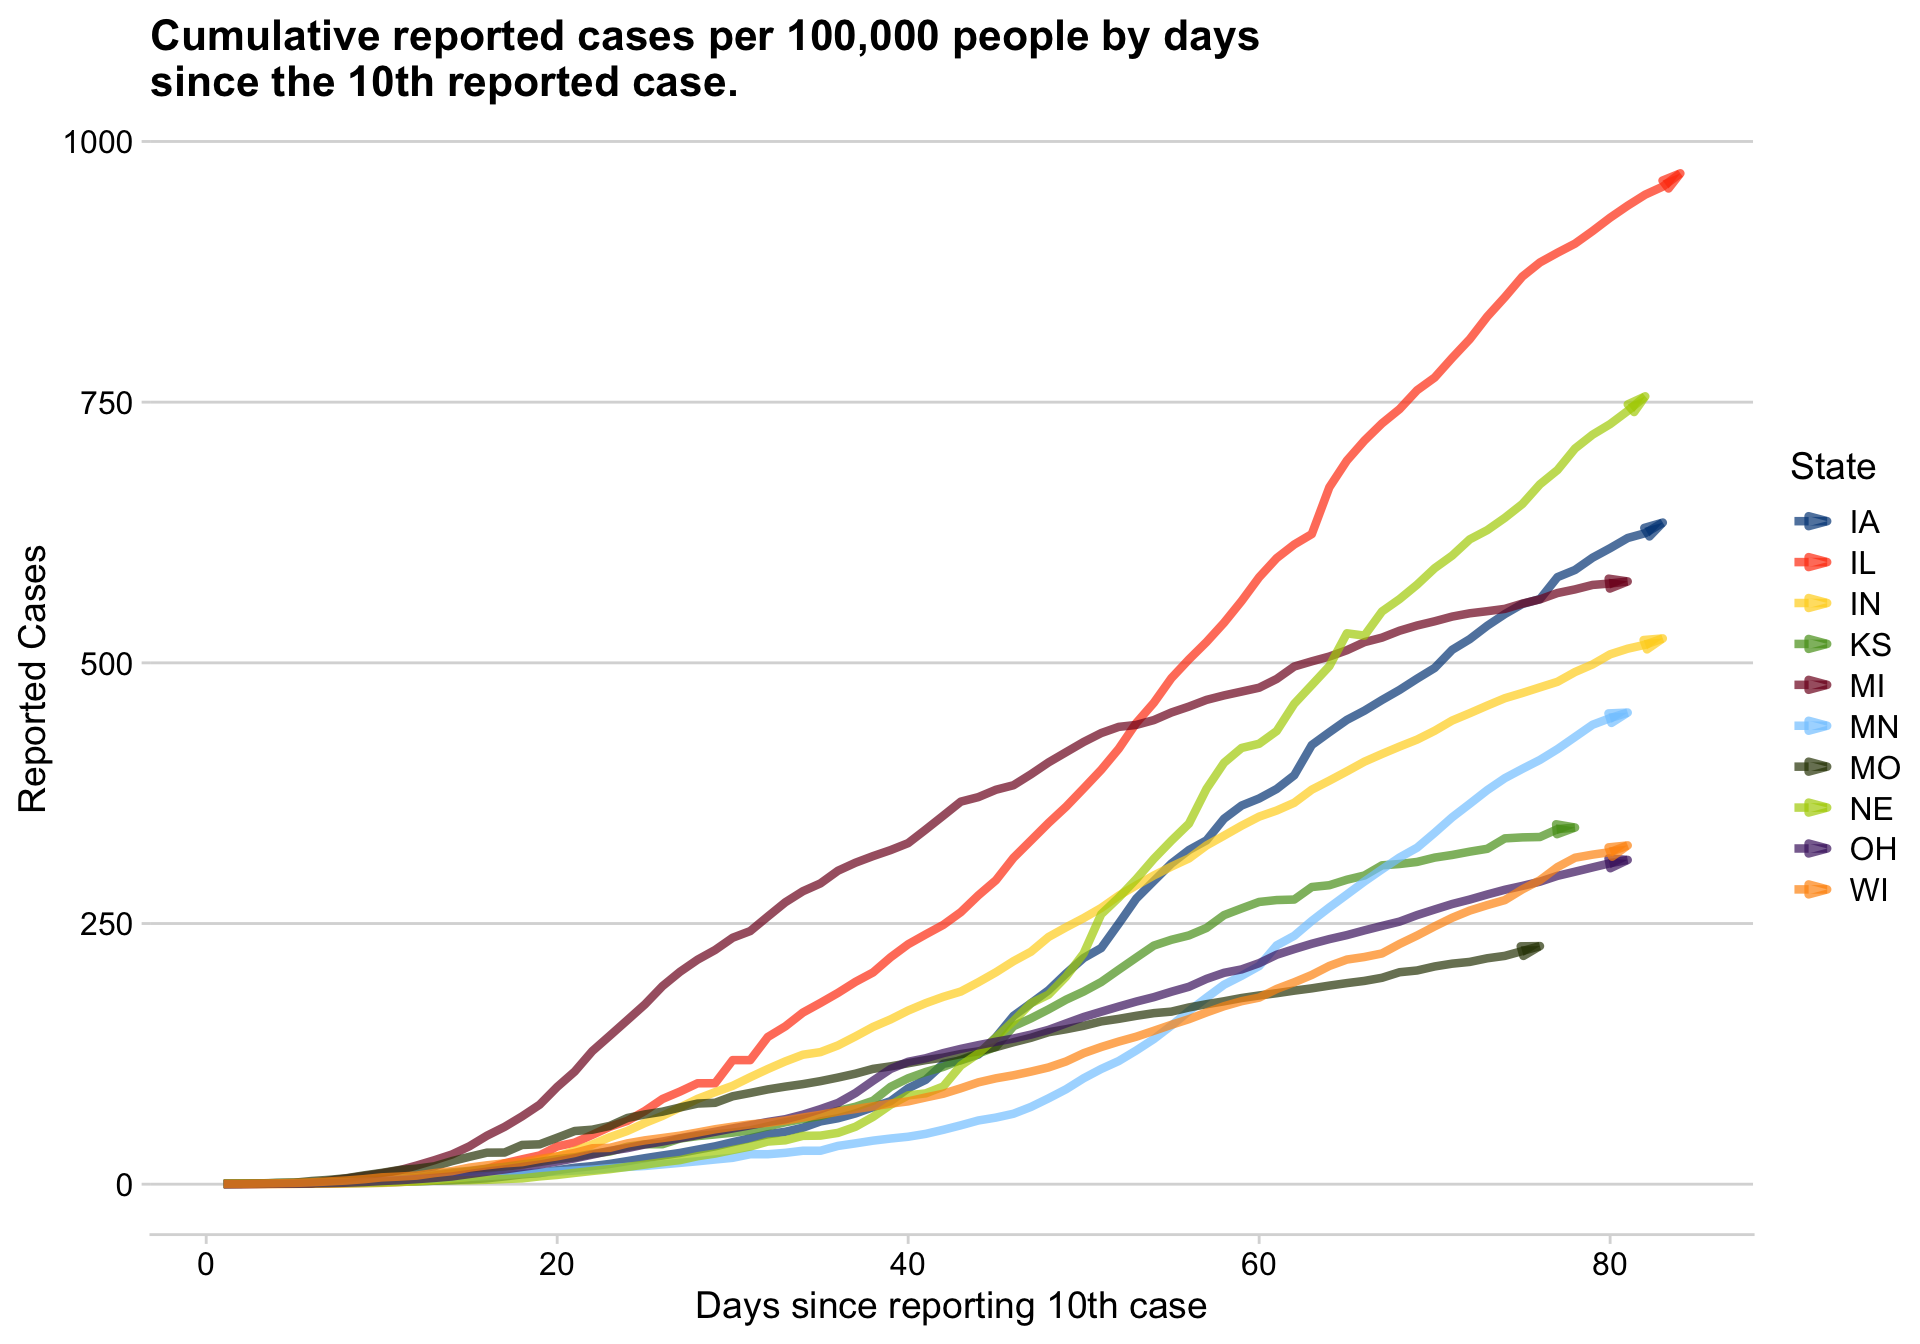 Cumulative reported cases per 100,000 people by days
since the 10th reported case.
1000
750
500
250
0
Reported Cases
0 20 40 60 80
Days since reporting 10th case
State
IA
IL
IN
KS
MI
MN
MO
NE
OH
WI